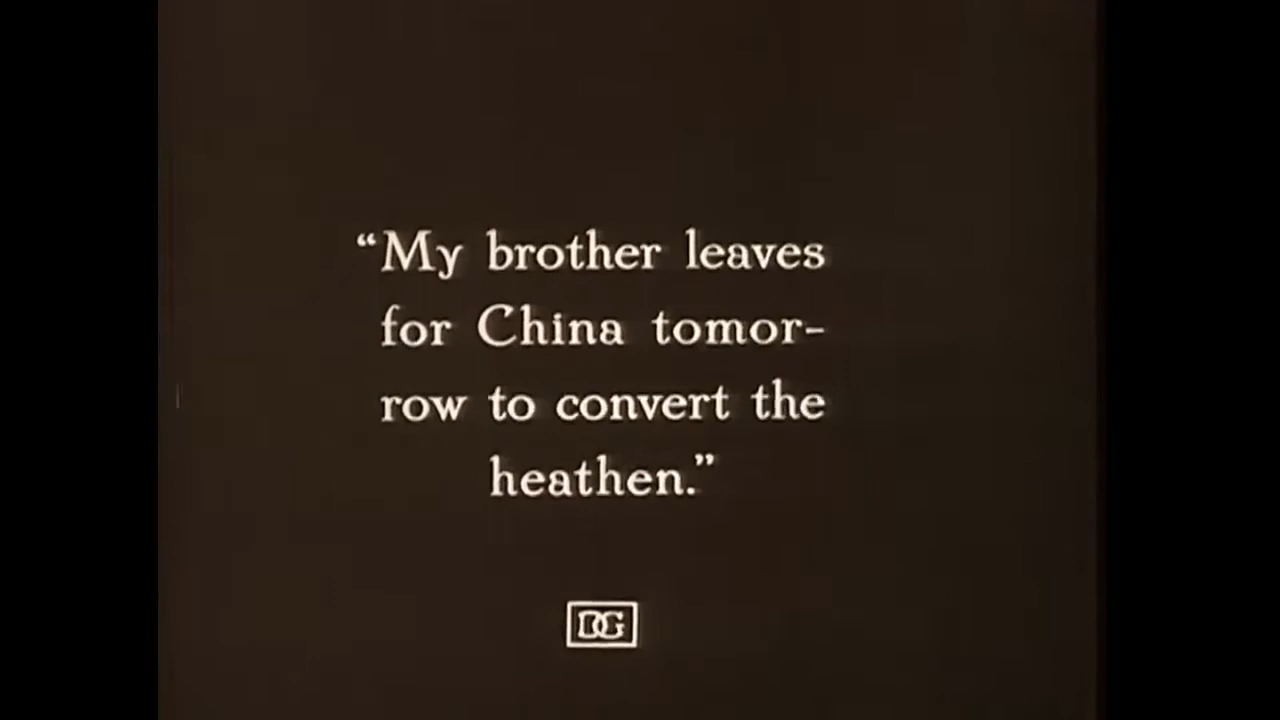 “My brother leaves
for China tomor-
row to convert the
heathen.”
DG